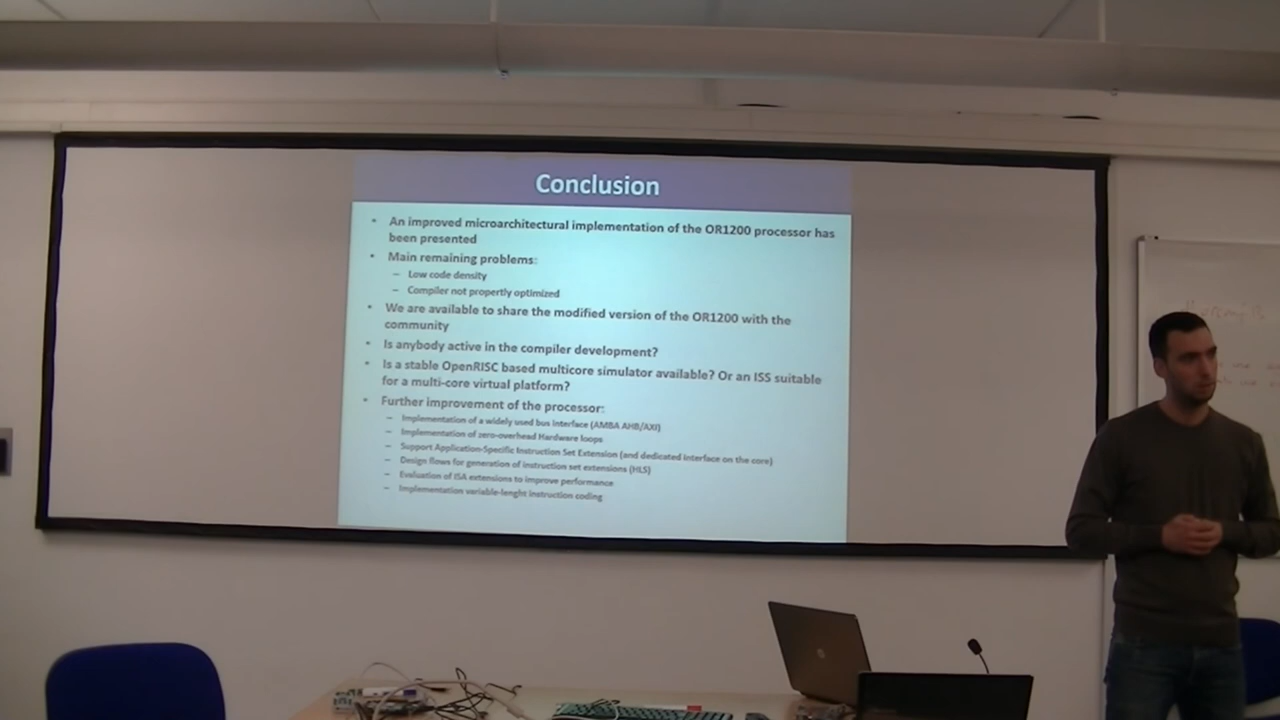 Conclusion
• An improved microarchitectural implementation of the OR1200 processor has
been presented
• Main remaining problems:
– Low code density
– Compiler not propertly optimized
• We are available to share the modified version of the OR1200 with the
community
• Is anybody active in the compiler development?
• Is a stable OpenRISC based multicore simulator available? Or an ISS suitable
for a multi-core virtual platform?
• Further improvement of the processor:
– Implementation of a widely used bus interface (AMBA AHB/AXI)
– Implementation of zero-overhead Hardware loops
– Support Application-Specific Instruction Set Extension (and dedicated interface on the core)
– Design flows for generation of instruction set extensions (HLS)
– Evaluation of ISA extensions to improve performance
– Implementation variable-lenght instruction coding